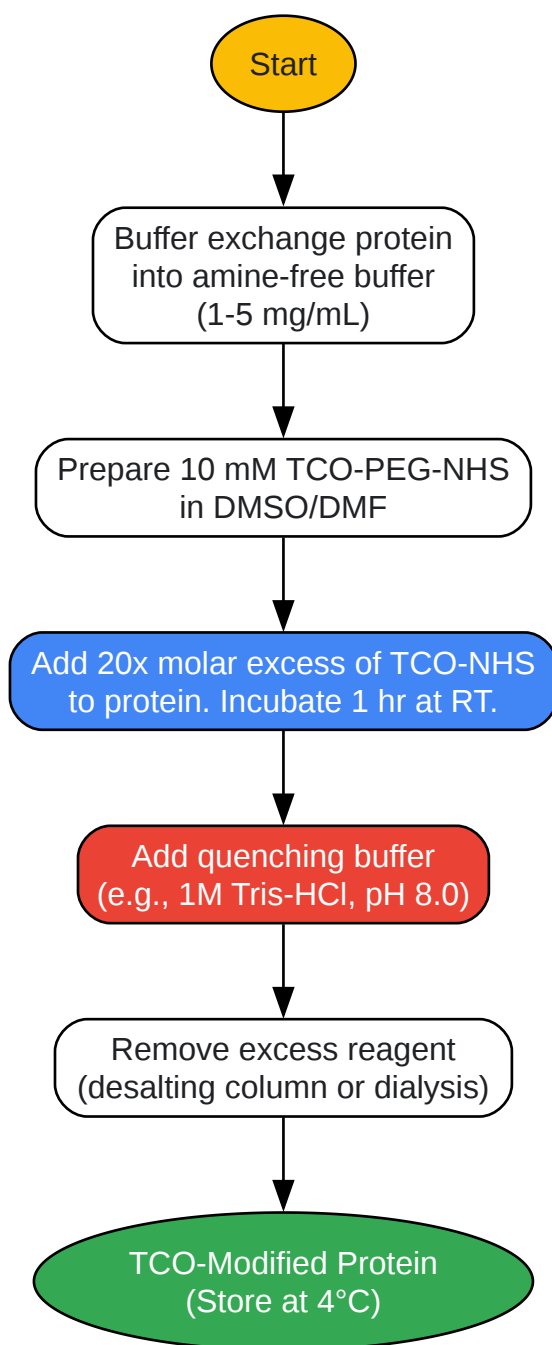 Start
Buffer exchange protein
into amine-free buffer
(1-5 mg/mL)
Prepare 10 mM TCO-PEG-NHS
in DMSO/DMF
Add 20x molar excess of TCO-NHS
to protein. Incubate 1 hr at RT.
Add quenching buffer
(e.g., 1M Tris-HCl, pH 8.0)
Remove excess reagent
(desalting column or dialysis)
TCO-Modified Protein
(Store at 4°C)